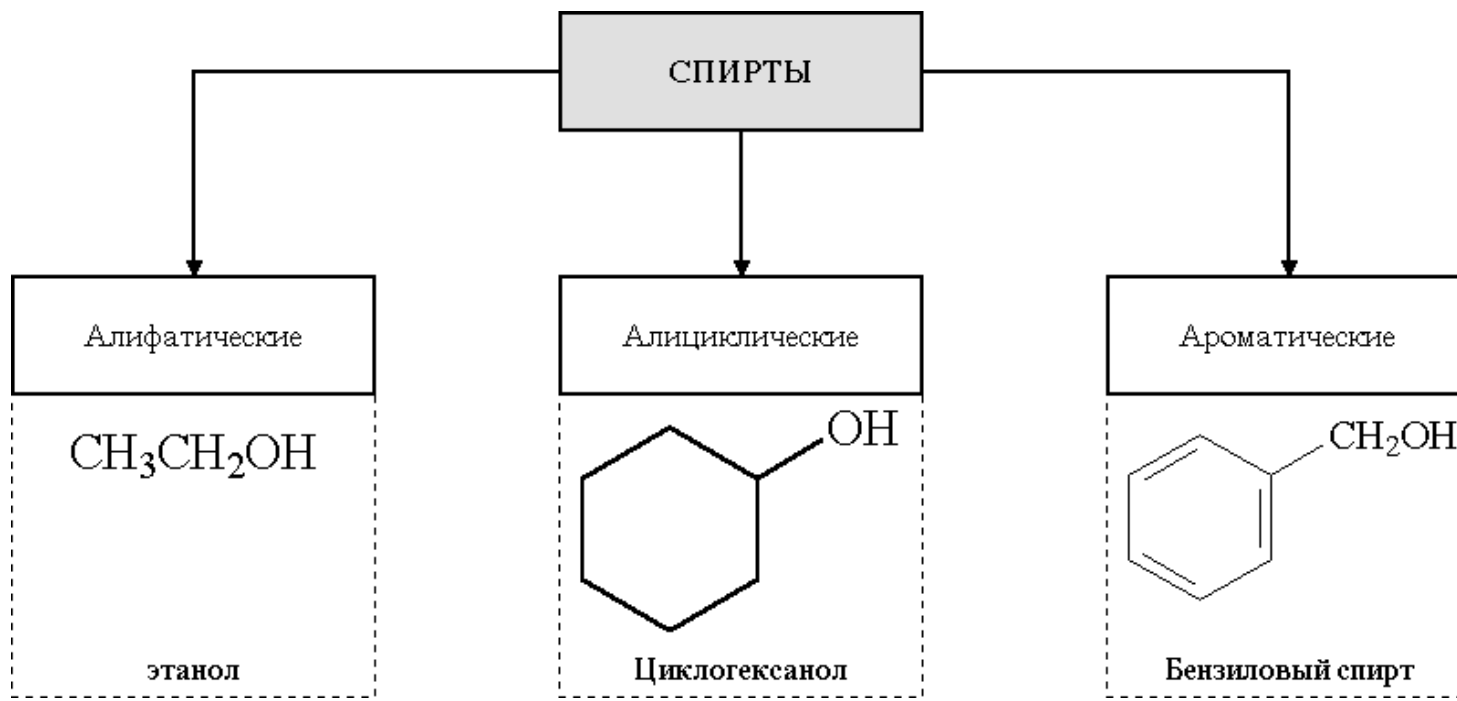 СПИРТЫ
Алифатические
Алициклические
Ароматические
CH₃CH₂OH
OH
CH₂OH
этанол
Циклогексанол
Бензиловый спирт